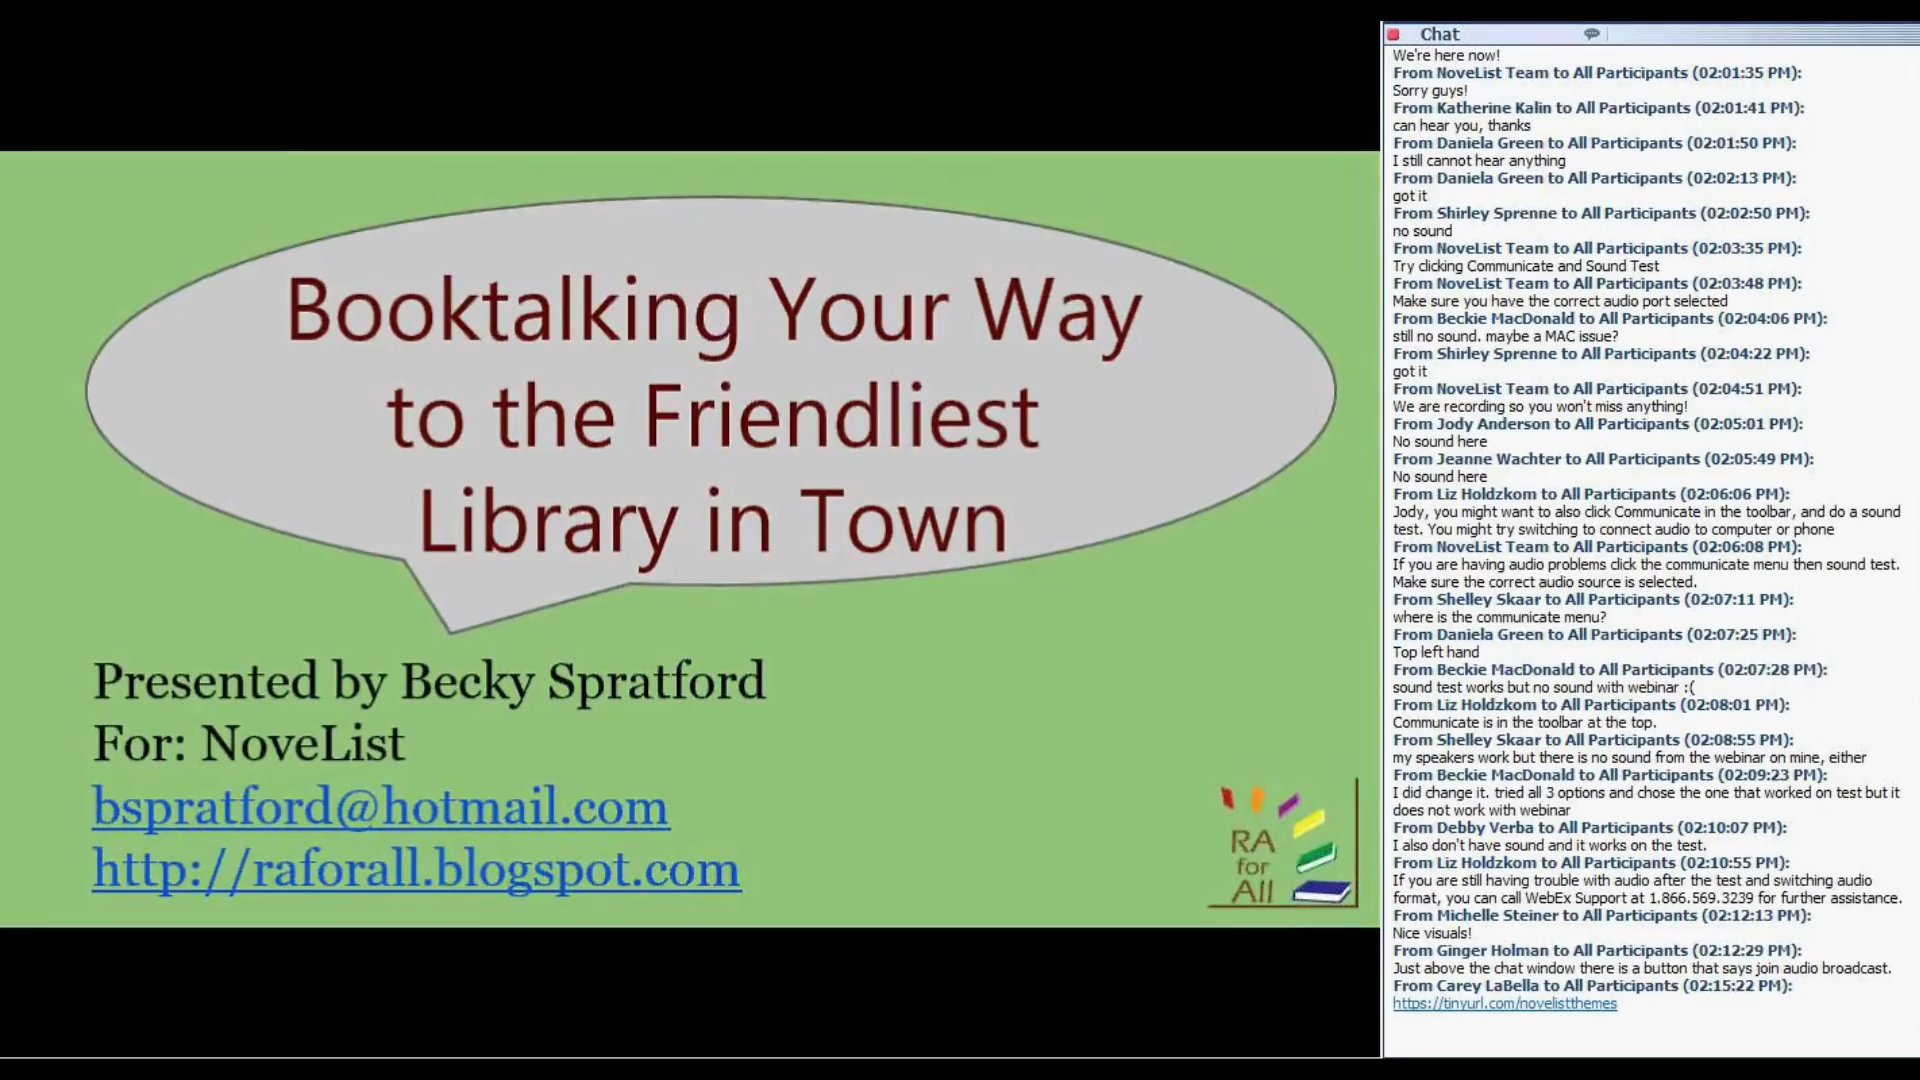 Booktalking Your Way
to the Friendliest
Library in Town
Presented by Becky Spratford
For: NoveList
bspratford@hotmail.com
http://raforall.blogspot.com
RA
for
All
Chat
We're here now!
From NoveList Team to All Participants (02:01:35 PM):
Sorry guys!
From Katherine Kalin to All Participants (02:01:41 PM):
can hear you, thanks
From Daniela Green to All Participants (02:01:50 PM):
I still cannot hear anything
From Daniela Green to All Participants (02:02:13 PM):
got it
From Shirley Sprenne to All Participants (02:02:50 PM):
no sound
From NoveList Team to All Participants (02:03:35 PM):
Try clicking Communicate and Sound Test
From NoveList Team to All Participants (02:03:48 PM):
Make sure you have the correct audio port selected
From Beckie MacDonald to All Participants (02:04:06 PM):
still no sound. maybe a MAC issue?
From Shirley Sprenne to All Participants (02:04:22 PM):
got it
From NoveList Team to All Participants (02:04:51 PM):
We are recording so you won't miss anything!
From Jody Anderson to All Participants (02:05:01 PM):
No sound here
From Jeanne Wachter to All Participants (02:05:49 PM):
No sound here
From Liz Holdzkom to All Participants (02:06:06 PM):
Jody, you might want to also click Communicate in the toolbar, and do a sound
test. You might try switching to connect audio to computer or phone
From NoveList Team to All Participants (02:06:08 PM):
If you are having audio problems click the communicate menu then sound test.
Make sure the correct audio source is selected.
From Shelley Skaar to All Participants (02:07:11 PM):
where is the communicate menu?
From Daniela Green to All Participants (02:07:25 PM):
Top left hand
From Beckie MacDonald to All Participants (02:07:28 PM):
sound test works but no sound with webinar :(
From Liz Holdzkom to All Participants (02:08:01 PM):
Communicate is in the toolbar at the top.
From Shelley Skaar to All Participants (02:08:55 PM):
my speakers work but there is no sound from the webinar on mine, either
From Beckie MacDonald to All Participants (02:09:23 PM):
I did change it. tried all 3 options and chose the one that worked on test but it
does not work with webinar
From Debby Verba to All Participants (02:10:07 PM):
I also don't have sound and it works on the test.
From Liz Holdzkom to All Participants (02:10:55 PM):
If you are still having trouble with audio after the test and switching audio
format, you can call WebEx Support at 1.866.569.3239 for further assistance.
From Michelle Steiner to All Participants (02:12:13 PM):
Nice visuals!
From Ginger Holman to All Participants (02:12:29 PM):
Just above the chat window there is a button that says join audio broadcast.
From Carey LaBella to All Participants (02:15:22 PM):
https://tinyurl.com/novelistthemes